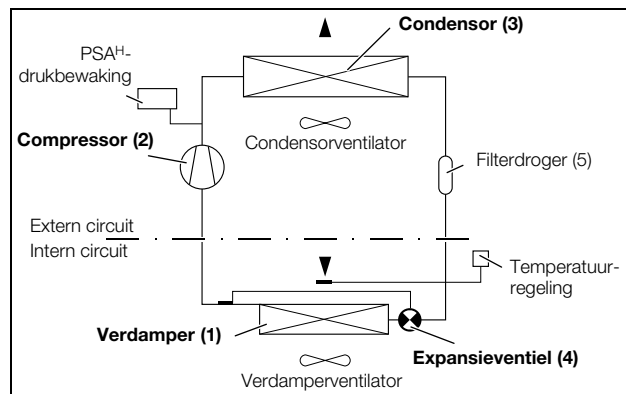 Condensor (3)
PSAᴴ-
drukbewaking
Compressor (2)
Condensorventilator
Filterdroger (5)
Extern circuit
Intern circuit
Temperatuur-
regeling
Verdamper (1)
Expansieventiel (4)
Verdamperventilator